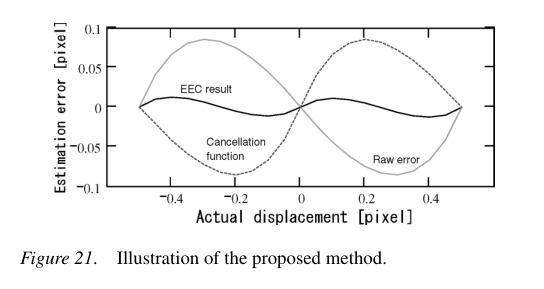 Estimation error [pixel]
0.1
0.05
0
−0.05
−0.1
EEC result
Cancellation
function
Raw error
−0.4
−0.2
0
0.2
0.4
Actual displacement [pixel]
Figure 21. Illustration of the proposed method.